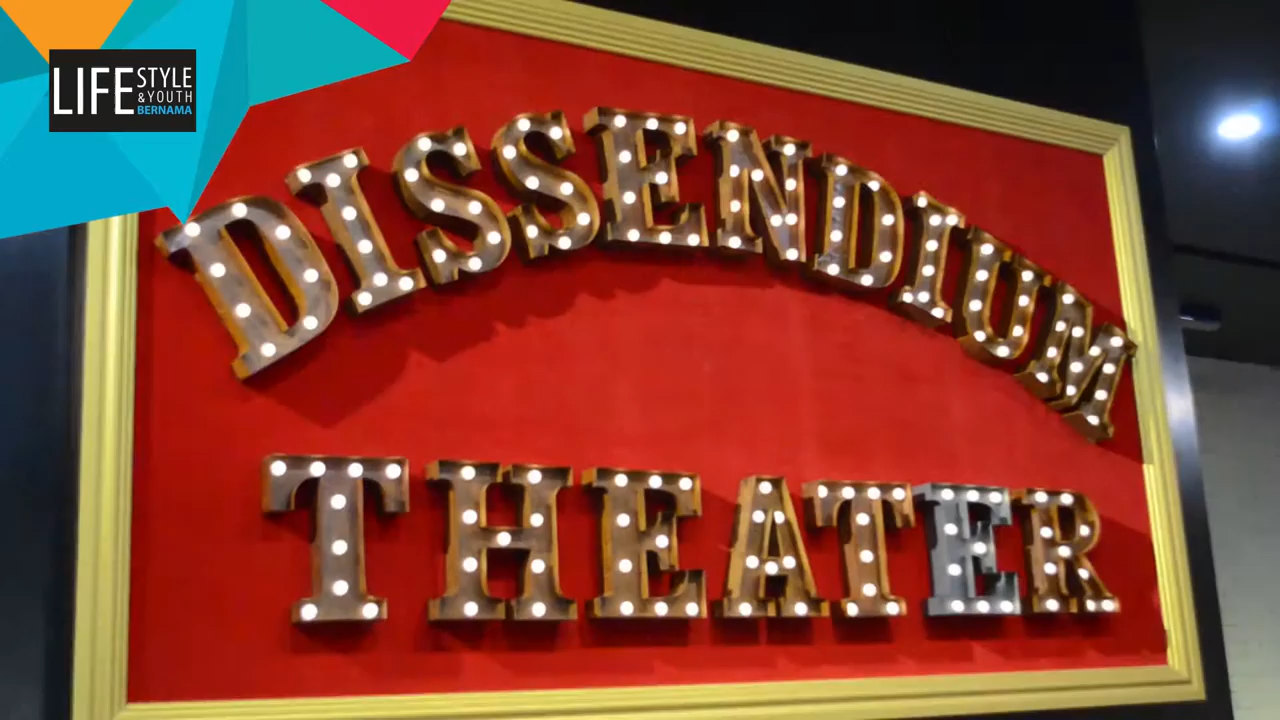 LIFE STYLE
& YOUTH
BERNAMA
DISSENDIUM
THEATER